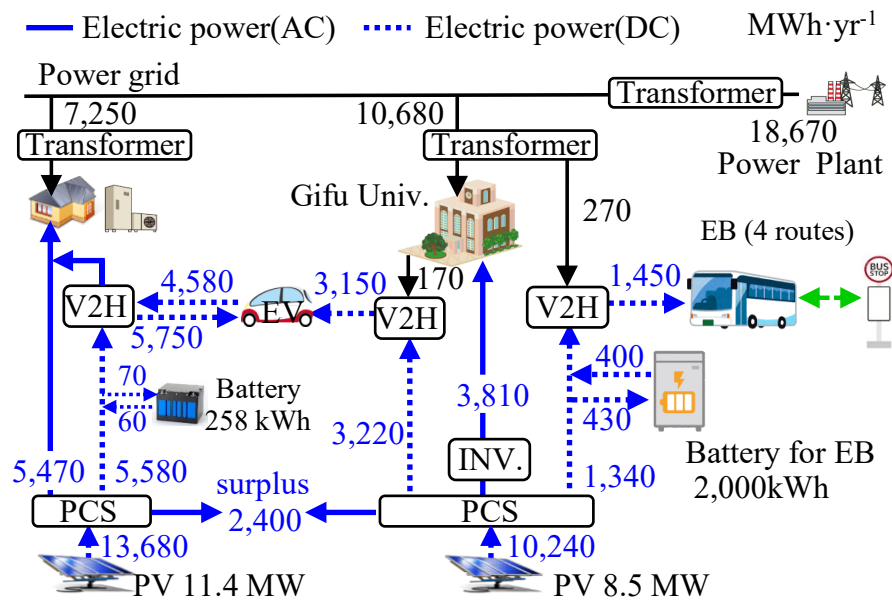 Electric power(AC) Electric power(DC) MWh·yr-1
Power grid
7,250 10,680 Transformer
Transformer Transformer 18,670
Power Plant
Gifu Univ.
270
EB (4 routes)
BUS
STOP
4,580 3,150 170 1,450
V2H EV V2H V2H
5,750
400
70 Battery
60 258 kWh
3,810 430
3,220
INV. Battery for EB
5,470 5,580 surplus 1,340 2,000kWh
PCS 2,400 PCS
13,680 10,240
PV 11.4 MW PV 8.5 MW